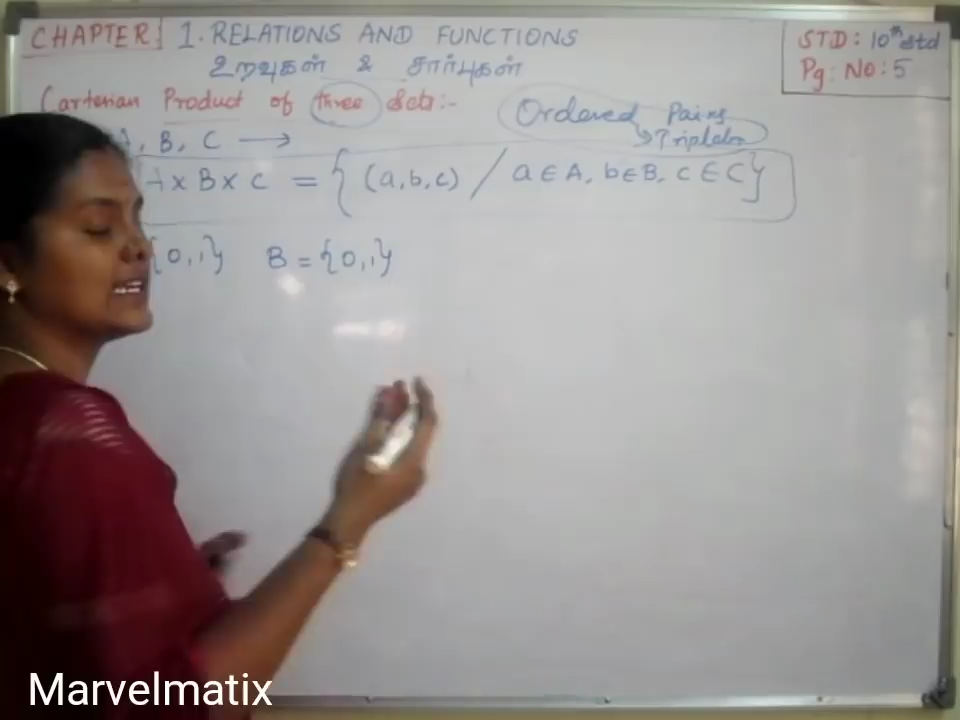 CHAPTER: 1. RELATIONS AND FUNCTIONS
உறவுகள் & சார்புகள்
STD: 10th std
Pg: No: 5
Cartesian Product of three Sets:-
Ordered Pairs
Triplets
A, B, C →
A × B × C = { (a, b, c) / a ∈ A, b ∈ B, c ∈ C }
{0, 1} B = {0, 1}
Marvelmatix